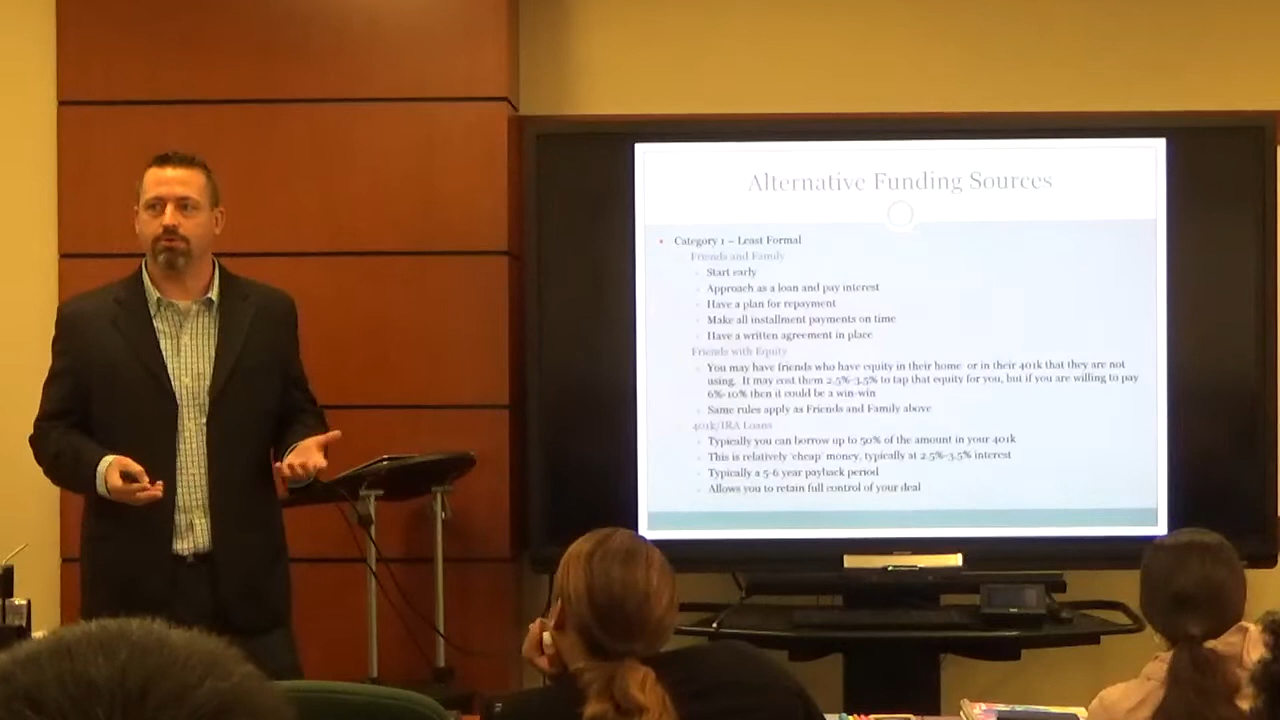 Alternative Funding Sources
Category 1 – Least Formal
Friends and Family
Start early
Approach as a loan and pay interest
Have a plan for repayment
Make all installment payments on time
Have a written agreement in place
Friends with Equity
You may have friends who have equity in their home or in their 401k that they are not
using. It may cost them 2.5%-3.5% to tap that equity for you, but if you are willing to pay
6%-10% then it could be a win-win
Same rules apply as Friends and Family above
401k/IRA Loans
Typically you can borrow up to 50% of the amount in your 401k
This is relatively 'cheap' money, typically at 2.5%-3.5% interest
Typically a 5-6 year payback period
Allows you to retain full control of your deal